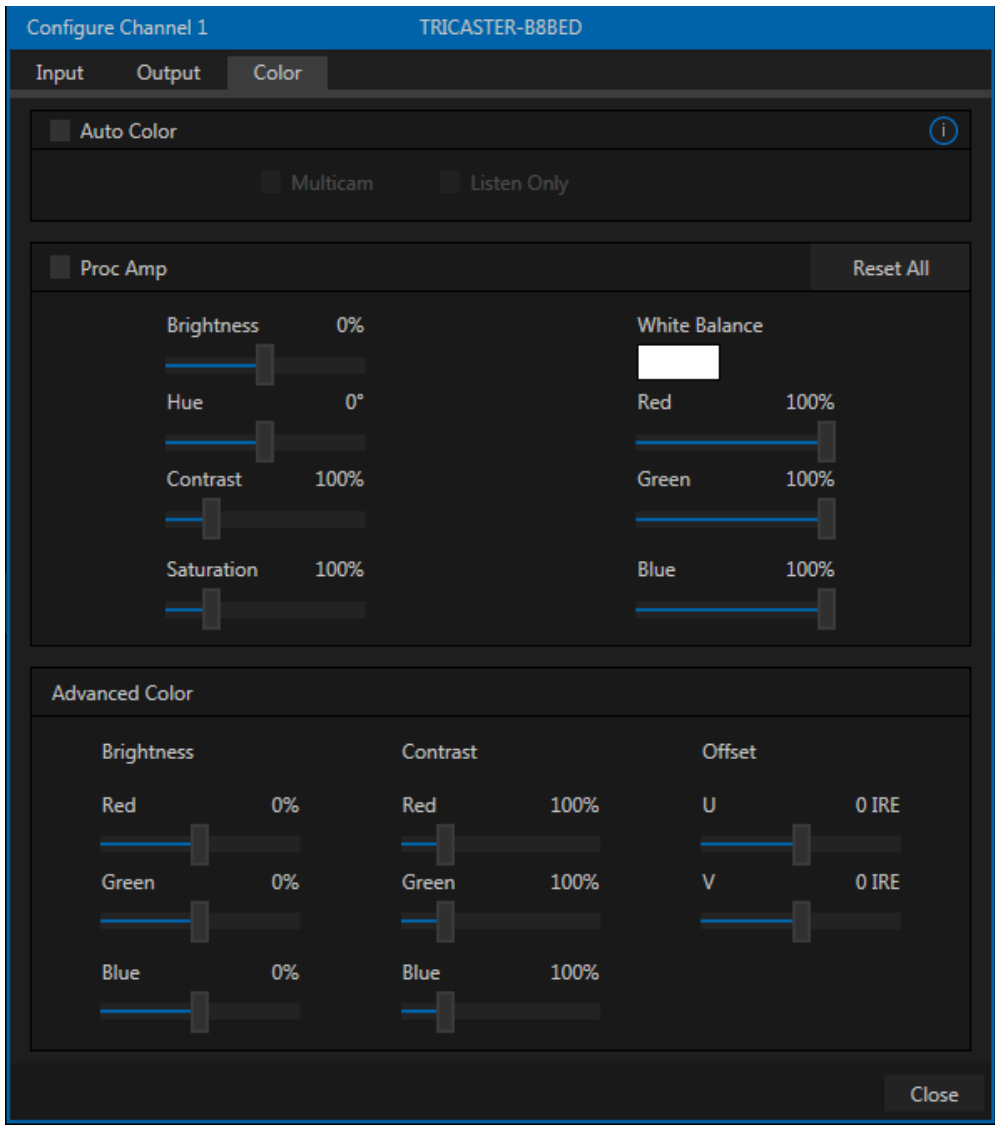 Configure Channel 1 TRICASTER-B8BED
Input Output Color
Auto Color i
Multicam Listen Only
Proc Amp Reset All
Brightness 0% White Balance
Hue 0° Red 100%
Contrast 100% Green 100%
Saturation 100% Blue 100%
Advanced Color
Brightness Contrast Offset
Red 0% Red 100% U 0 IRE
Green 0% Green 100% V 0 IRE
Blue 0% Blue 100%
Close